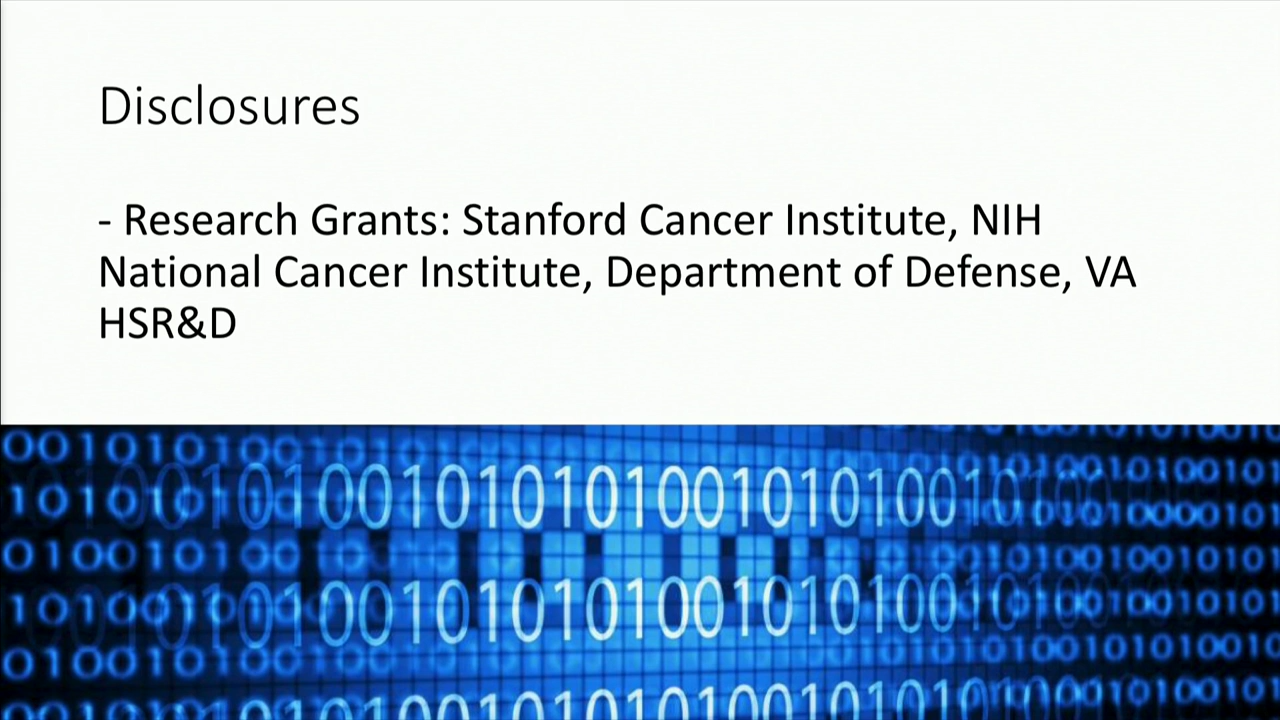 Disclosures
- Research Grants: Stanford Cancer Institute, NIH
National Cancer Institute, Department of Defense, VA
HSR&D